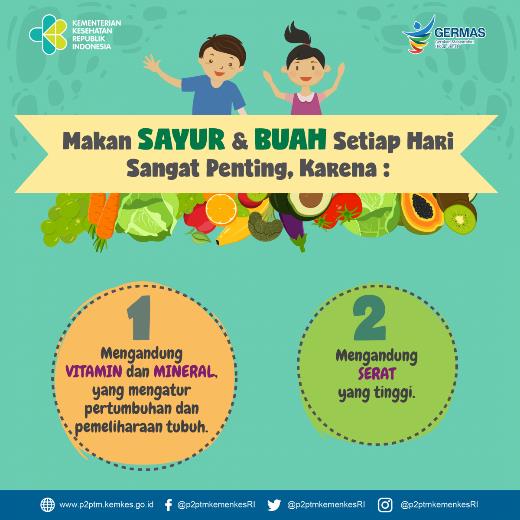 KEMENTERIAN
KESEHATAN
REPUBLIK
INDONESIA
GERMAS
Makan SAYUR & BUAH Setiap Hari
Sangat Penting, Karena :
1
Mengandung
VITAMIN dan MINERAL,
yang mengatur
pertumbuhan dan
pemeliharaan tubuh.
2
Mengandung
SERAT
yang tinggi.
www.p2ptm.kemkes.go.id @p2ptmkemenkesRI @p2ptmkemenkesRI @p2ptmkemenkesRI